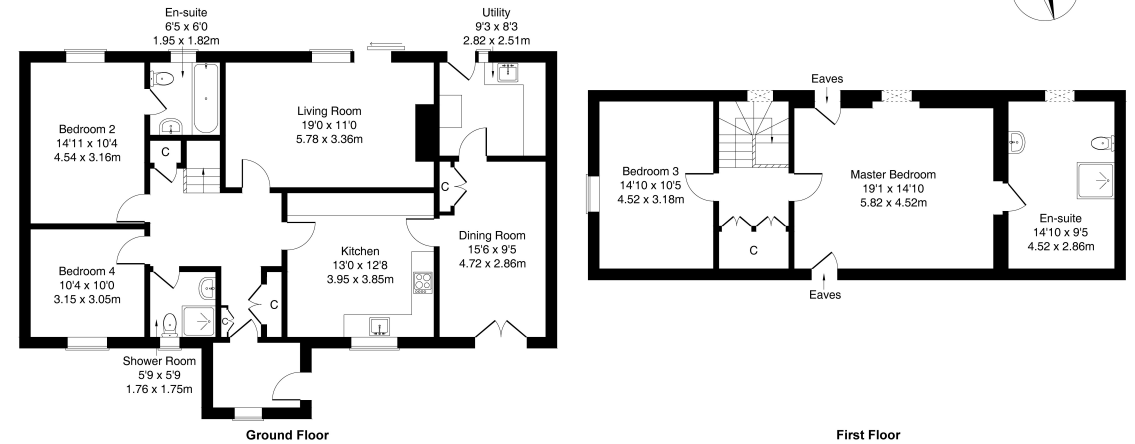 En-suite
6'5 x 6'0
1.95 x 1.82m
Utility
9'3 x 8'3
2.82 x 2.51m
Bedroom 2
14'11 x 10'4
4.54 x 3.16m
C
Living Room
19'0 x 11'0
5.78 x 3.36m
C
Kitchen
13'0 x 12'8
3.95 x 3.85m
Dining Room
15'6 x 9'5
4.72 x 2.86m
Bedroom 4
10'4 x 10'0
3.15 x 3.05m
C
C
Shower Room
5'9 x 5'9
1.76 x 1.75m
Ground Floor
Eaves
Bedroom 3
14'10 x 10'5
4.52 x 3.18m
Master Bedroom
19'1 x 14'10
5.82 x 4.52m
En-suite
14'10 x 9'5
4.52 x 2.86m
C
Eaves
First Floor